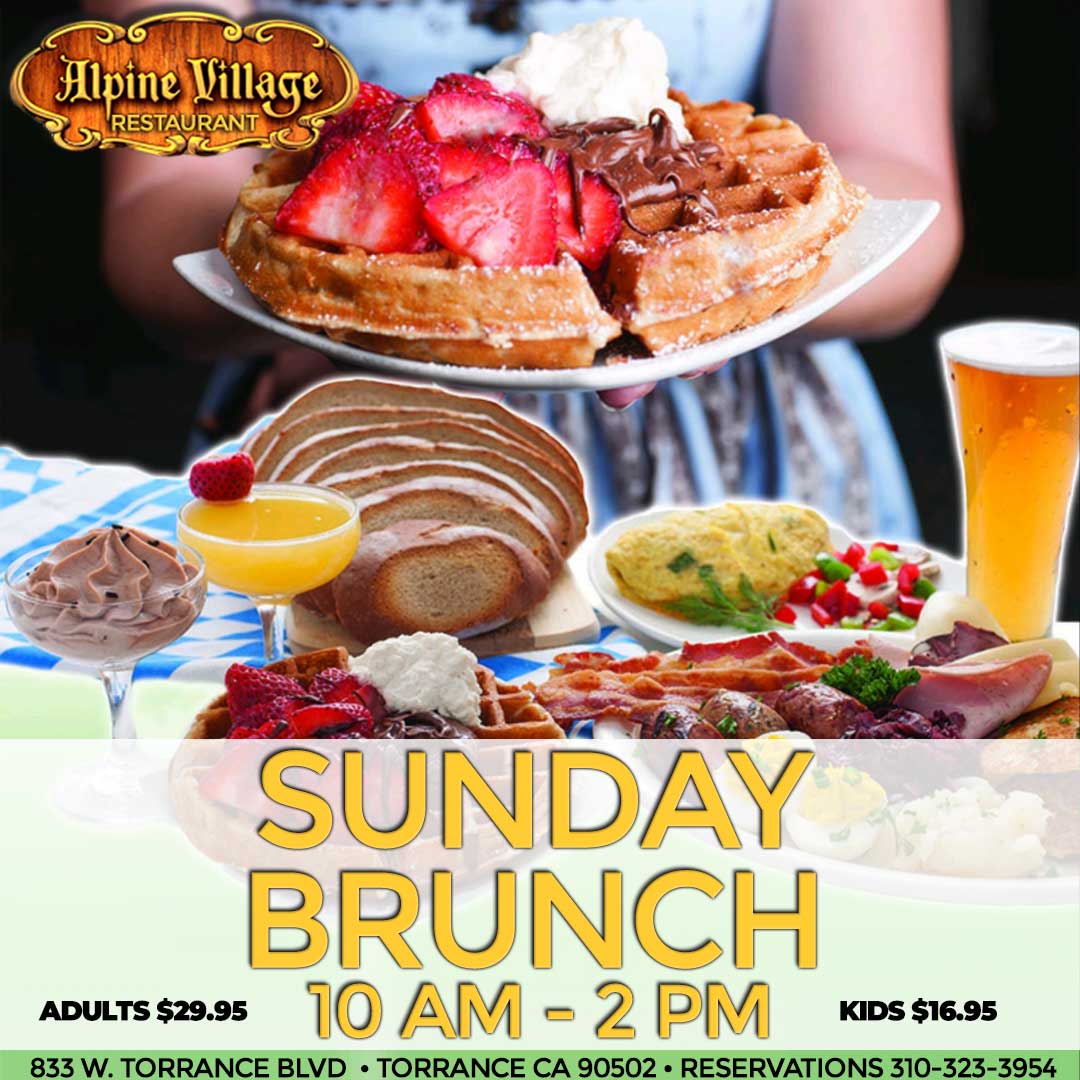 Alpine Village
RESTAURANT
SUNDAY
BRUNCH
10 AM - 2 PM
ADULTS $29.95
KIDS $16.95
833 W. TORRANCE BLVD • TORRANCE CA 90502 • RESERVATIONS 310-323-3954